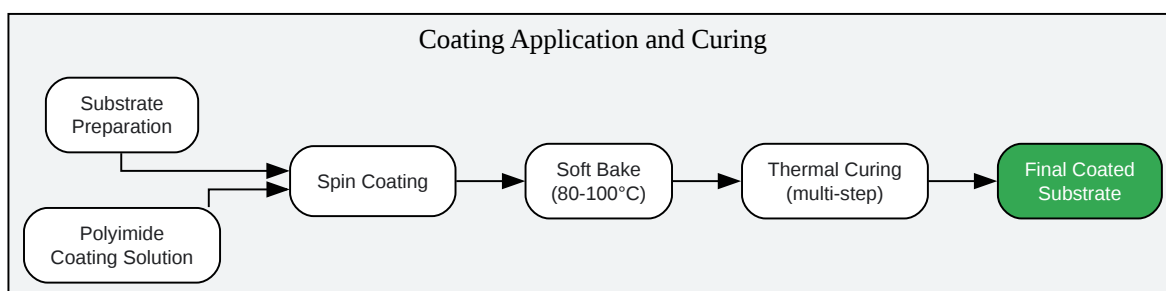 Coating Application and Curing
Substrate
Preparation
Polyimide
Coating Solution
Spin Coating
Soft Bake
(80-100°C)
Thermal Curing
(multi-step)
Final Coated
Substrate